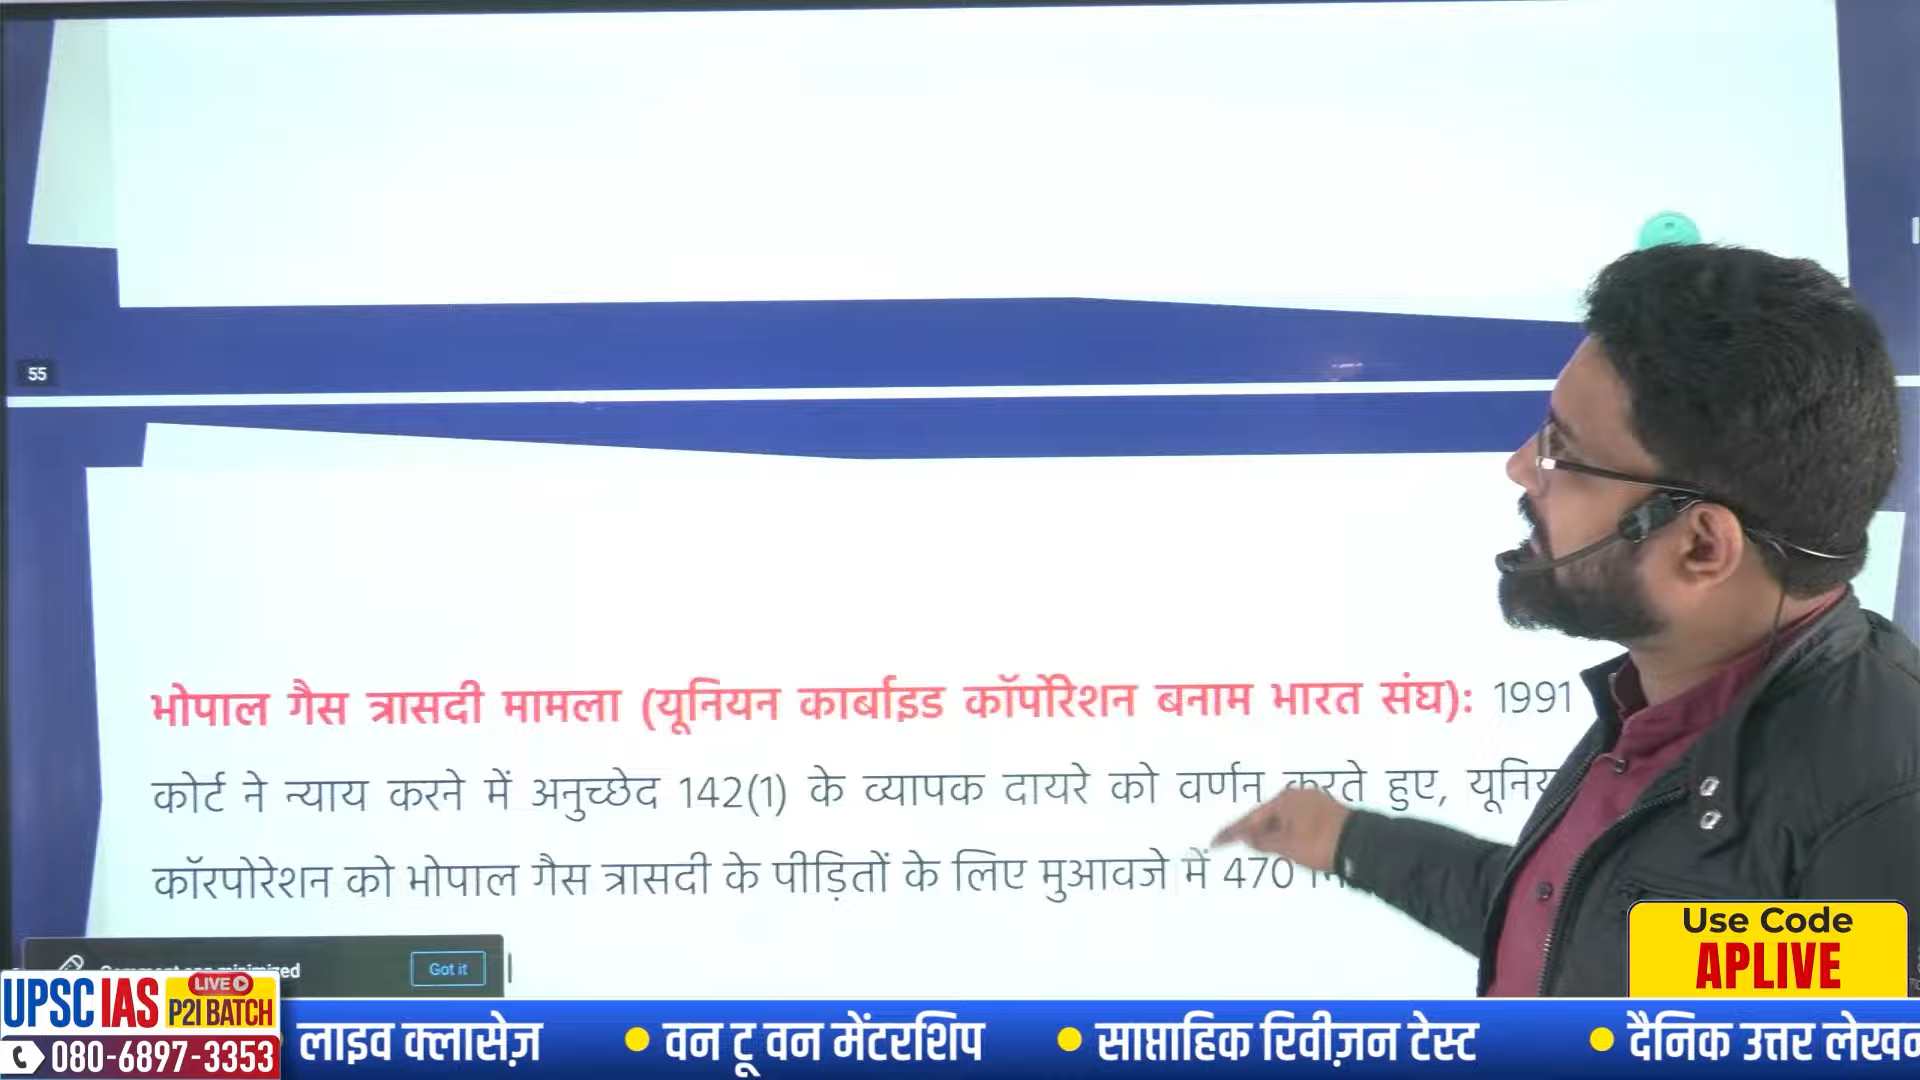 55
भोपाल गैस त्रासदी मामला (यूनियन कार्बाइड कॉर्पोरेशन बनाम भारत संघ): 1991
कोर्ट ने न्याय करने में अनुच्छेद 142(1) के व्यापक दायरे को वर्णन करते हुए,
कॉरपोरेशन को भोपाल गैस त्रासदी के पीड़ितों के लिए मुआवजे में 470
minimized
Got it
Use Code
APLIVE
UPSC IAS LIVE
P2I BATCH
080-6897-3353
लाइव क्लासेज़ • वन टू वन मेंटरशिप • साप्ताहिक रिवीज़न टेस्ट • दैनिक उत्तर